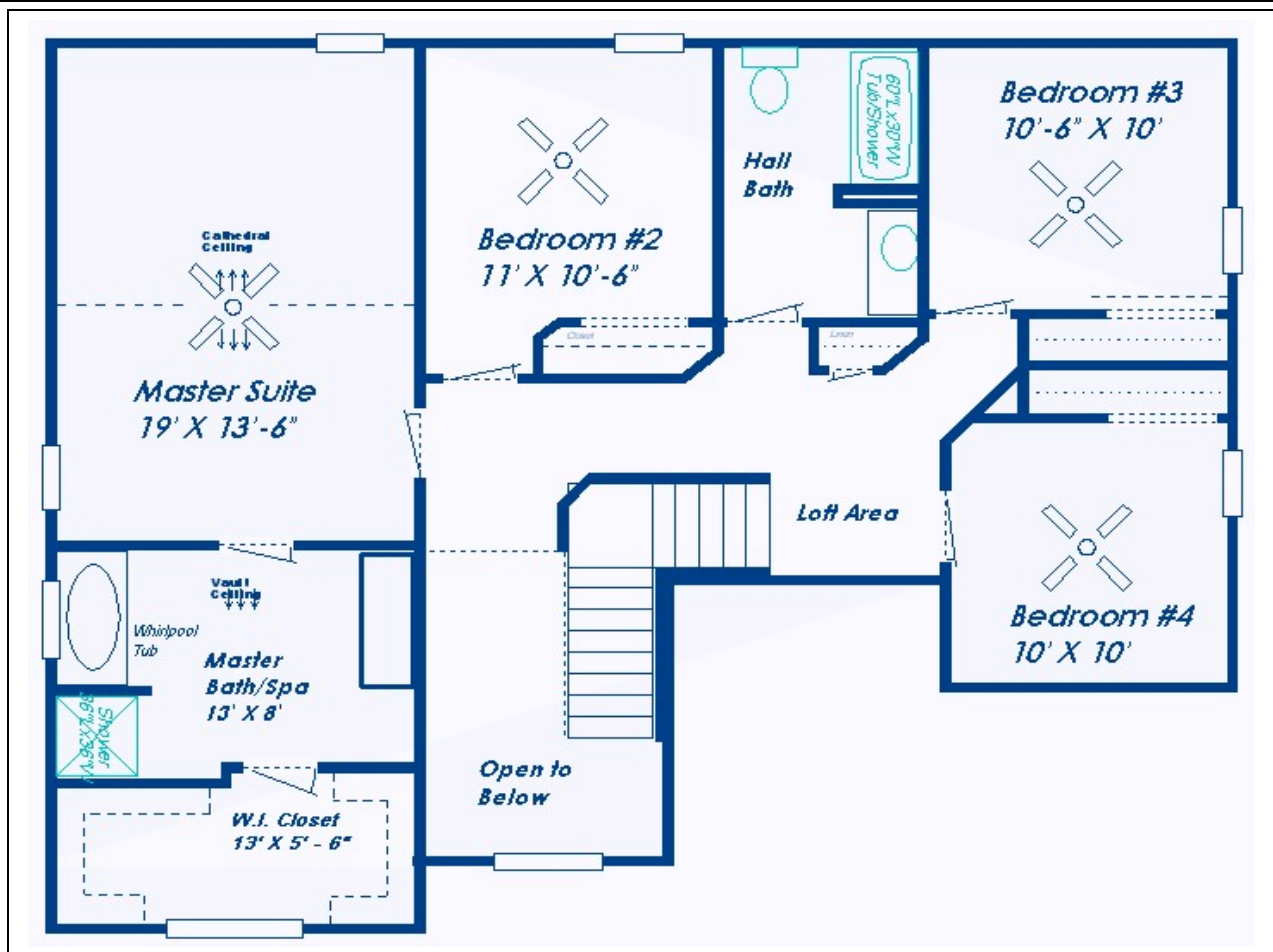 Bedroom #3
10'-6" X 10'
60"Lx30"W
Tub/Shower
Hall
Bath
Cathedral
Ceiling
Bedroom #2
11' X 10'-6"
Closet
Linen
Master Suite
19' X 13'-6"
Loft Area
Vault
Ceiling
Whirlpool
Tub
Master
Bath/Spa
13' X 8'
Bedroom #4
10' X 10'
Shower
36"Lx36"W
Open to
Below
W.I. Closet
13' X 5' - 6"